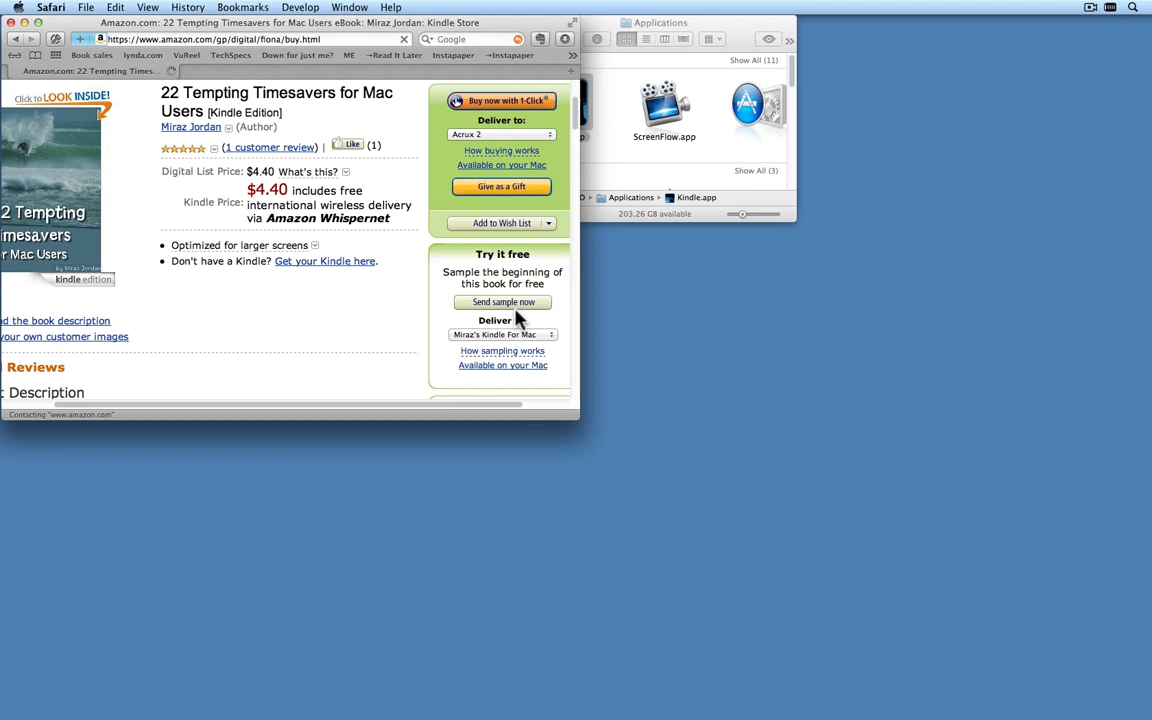 Safari File Edit View History Bookmarks Develop Window Help
Amazon.com: 22 Tempting Timesavers for Mac Users eBook: Miraz Jordan: Kindle Store
https://www.amazon.com/gp/digital/fiona/buy.html
Google
Book sales lynda.com VuReel TechSpecs Down for just me? ME →Read It Later Instapaper →Instapaper
Amazon.com: 22 Tempting Times...
Click to LOOK INSIDE!
2 Tempting
imesavers
r Mac Users
by Miraz Jordan
kindle edition
d the book description
your own customer images
Reviews
t Description
22 Tempting Timesavers for Mac
Users [Kindle Edition]
Miraz Jordan (Author)
(1 customer review) | Like (1)
Digital List Price: $4.40 What's this?
Kindle Price: $4.40 includes free
international wireless delivery
via Amazon Whispernet
• Optimized for larger screens
• Don't have a Kindle? Get your Kindle here.
Buy now with 1-Click®
Deliver to:
Acrux 2
How buying works
Available on your Mac
Give as a Gift
Add to Wish List
Try it free
Sample the beginning of
this book for free
Send sample now
Deliver
Miraz's Kindle For Mac
How sampling works
Available on your Mac
Contacting "www.amazon.com"
Applications
Show All (11)
p
ScreenFlow.app
Show All (3)
D Applications Kindle.app
203.26 GB available